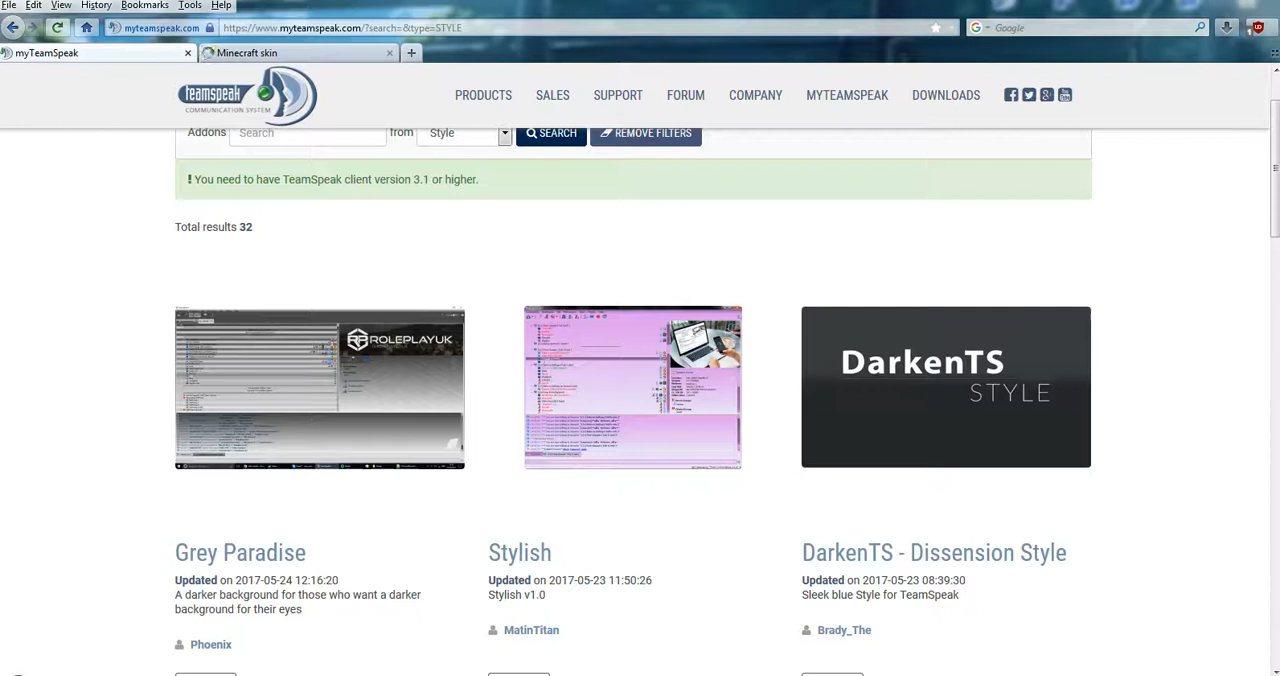 File Edit View History Bookmarks Tools Help
myteamspeak.com https://www.myteamspeak.com/?search=&type=STYLE Google
myTeamSpeak Minecraft skin
teamspeak
COMMUNICATION SYSTEM
PRODUCTS SALES SUPPORT FORUM COMPANY MYTEAMSPEAK DOWNLOADS
Addons Search from Style SEARCH REMOVE FILTERS
! You need to have TeamSpeak client version 3.1 or higher.
Total results 32
ROLEPLAYUK
DarkenTS
STYLE
Grey Paradise
Updated on 2017-05-24 12:16:20
A darker background for those who want a darker
background for their eyes
Phoenix
Stylish
Updated on 2017-05-23 11:50:26
Stylish v1.0
MatinTitan
DarkenTS - Dissension Style
Updated on 2017-05-23 08:39:30
Sleek blue Style for TeamSpeak
Brady_The